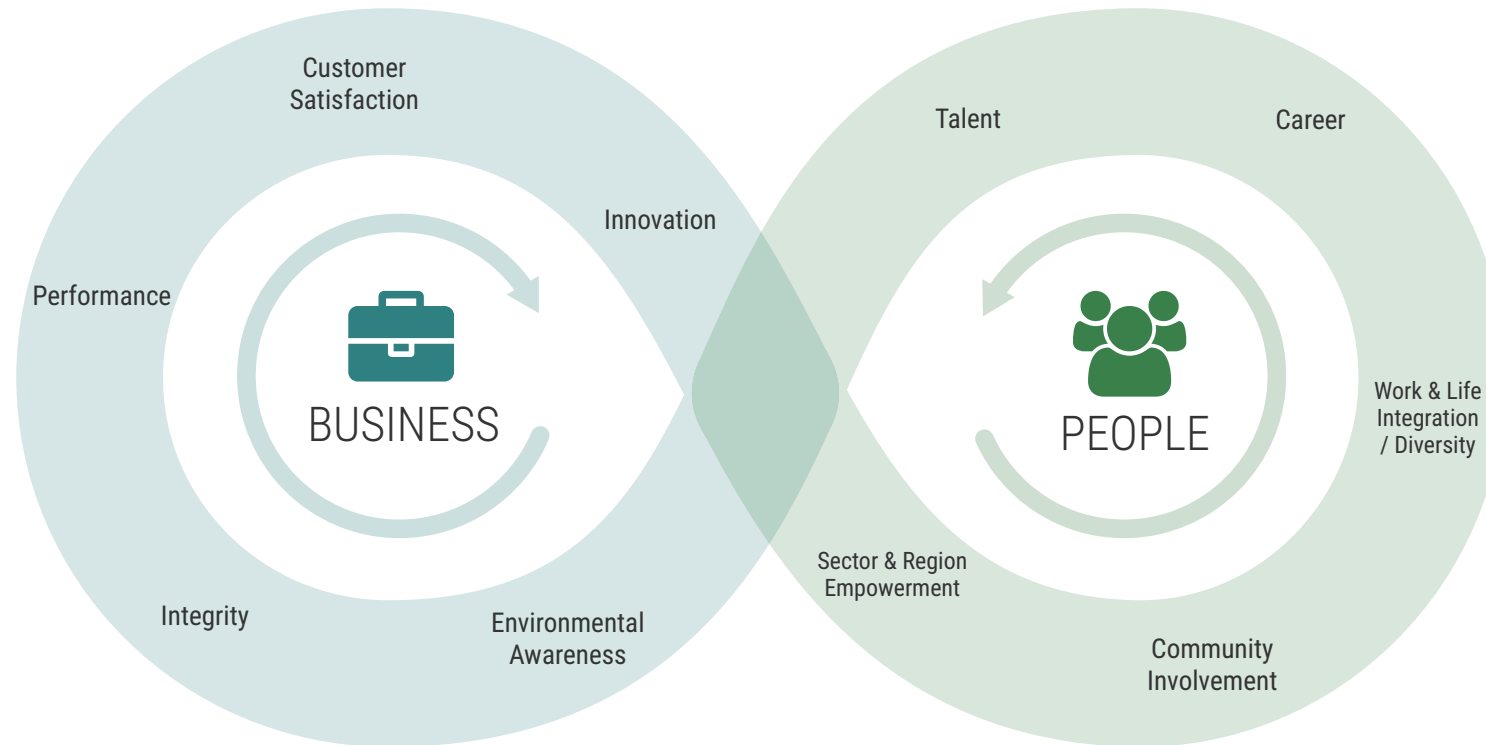 Customer
Satisfaction
Innovation
Performance
BUSINESS
Integrity
Environmental
Awareness
Talent
Career
PEOPLE
Work & Life
Integration
/ Diversity
Sector & Region
Empowerment
Community
Involvement